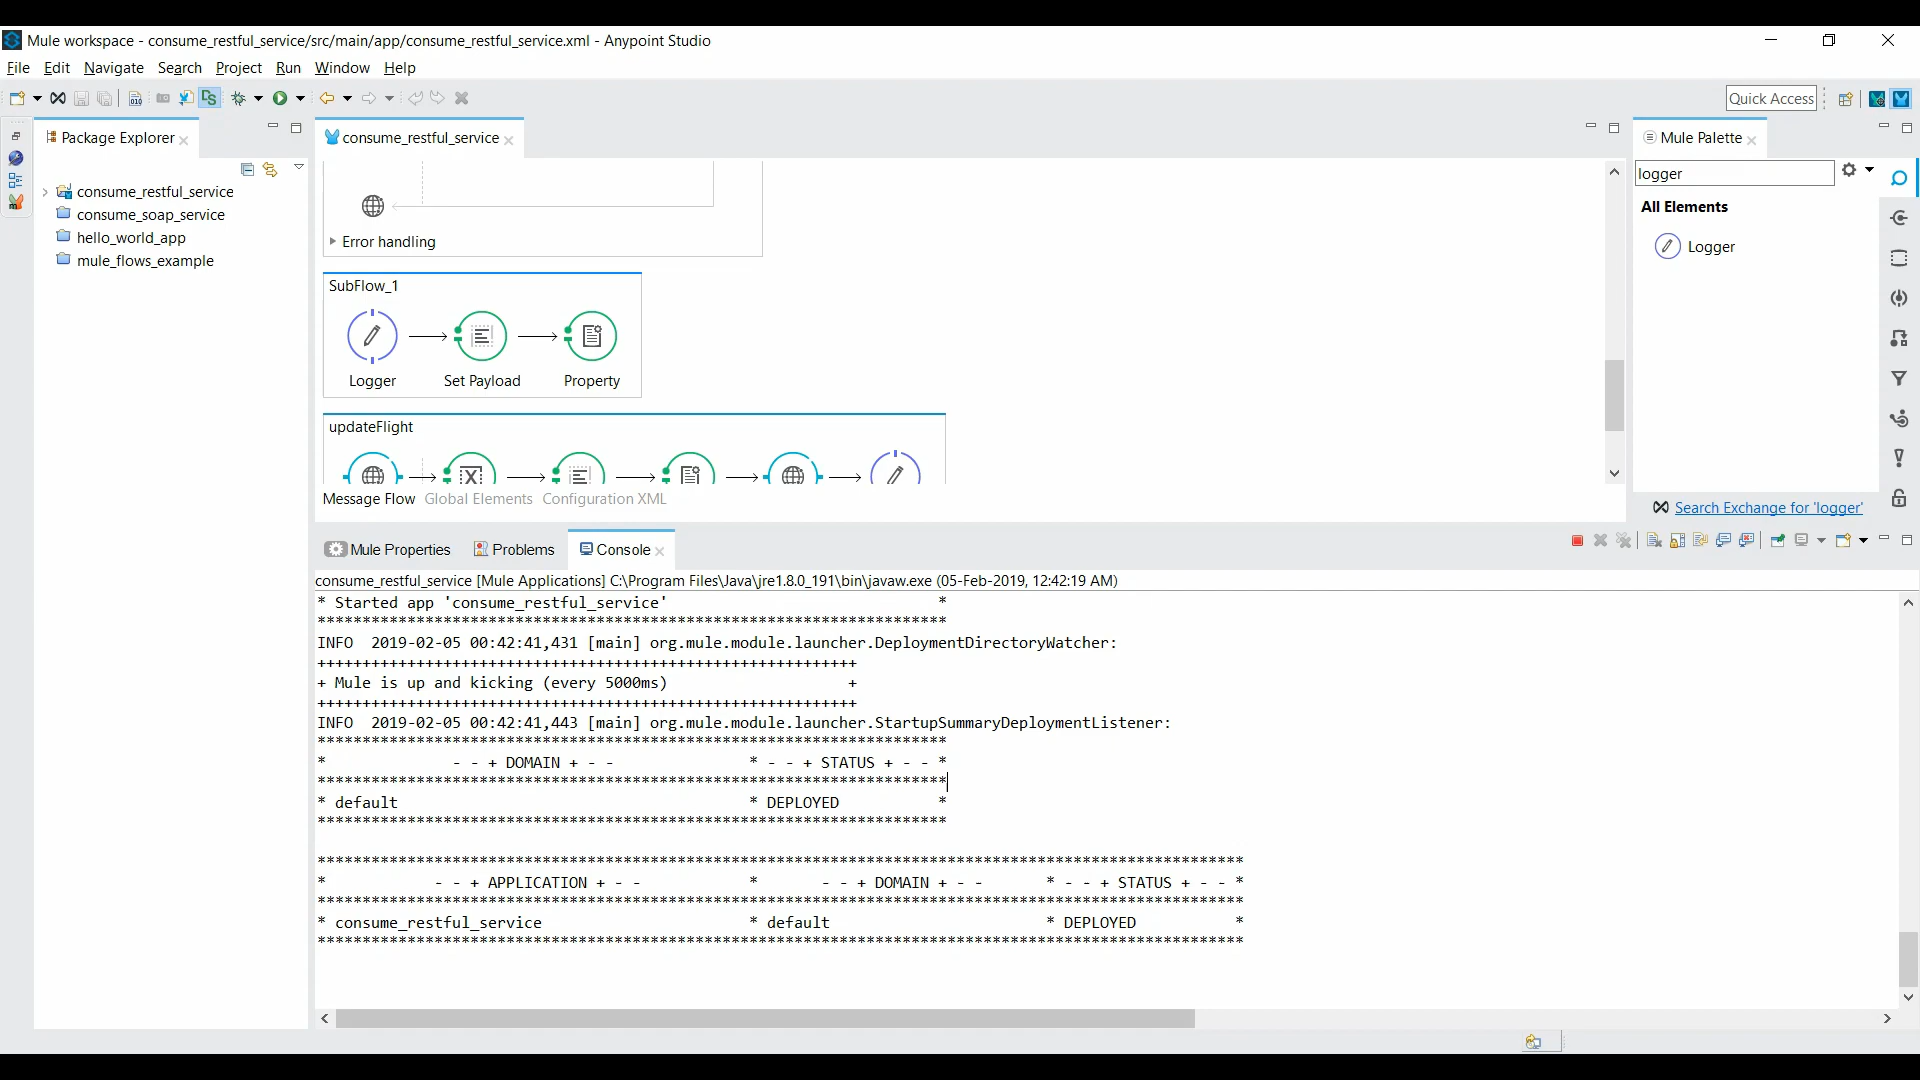 Mule workspace - consume_restful_service/src/main/app/consume_restful_service.xml - Anypoint Studio
File Edit Navigate Search Project Run Window Help
Quick Access
Package Explorer
consume_restful_service
consume_soap_service
hello_world_app
mule_flows_example
consume_restful_service
Error handling
SubFlow_1
Logger Set Payload Property
updateFlight
Message Flow Global Elements Configuration XML
Mule Palette
logger
All Elements
Logger
Search Exchange for 'logger'
Mule Properties Problems Console
consume_restful_service [Mule Applications] C:\Program Files\Java\jre1.8.0_191\bin\javaw.exe (05-Feb-2019, 12:42:19 AM)
* Started app 'consume_restful_service' *
**********************************************************************
INFO 2019-02-05 00:42:41,431 [main] org.mule.module.launcher.DeploymentDirectoryWatcher:
++++++++++++++++++++++++++++++++++++++++++++++++++++++++++++
+ Mule is up and kicking (every 5000ms) +
++++++++++++++++++++++++++++++++++++++++++++++++++++++++++++
INFO 2019-02-05 00:42:41,443 [main] org.mule.module.launcher.StartupSummaryDeploymentListener:
**********************************************************************
* - - + DOMAIN + - - * - - + STATUS + - - *
**********************************************************************
* default * DEPLOYED *
**********************************************************************
*******************************************************************************************************
* - - + APPLICATION + - - * - - + DOMAIN + - - * - - + STATUS + - - *
*******************************************************************************************************
* consume_restful_service * default * DEPLOYED *
*******************************************************************************************************